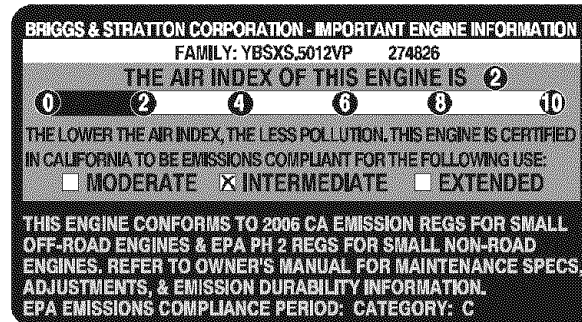 BRIGGS & STRATTON CORPORATION - IMPORTANT ENGINE INFORMATION
FAMILY: YBSXS.5012VP 274826
THE AIR INDEX OF THIS ENGINE IS 2
0 2 4 6 8 10
THE LOWER THE AIR INDEX, THE LESS POLLUTION. THIS ENGINE IS CERTIFIED
IN CALIFORNIA TO BE EMISSIONS COMPLIANT FOR THE FOLLOWING USE:
MODERATE INTERMEDIATE EXTENDED
THIS ENGINE CONFORMS TO 2006 CA EMISSION REGS FOR SMALL
OFF-ROAD ENGINES & EPA PH 2 REGS FOR SMALL NON-ROAD
ENGINES. REFER TO OWNER'S MANUAL FOR MAINTENANCE SPECS,
ADJUSTMENTS, & EMISSION DURABILITY INFORMATION.
EPA EMISSIONS COMPLIANCE PERIOD: CATEGORY: C